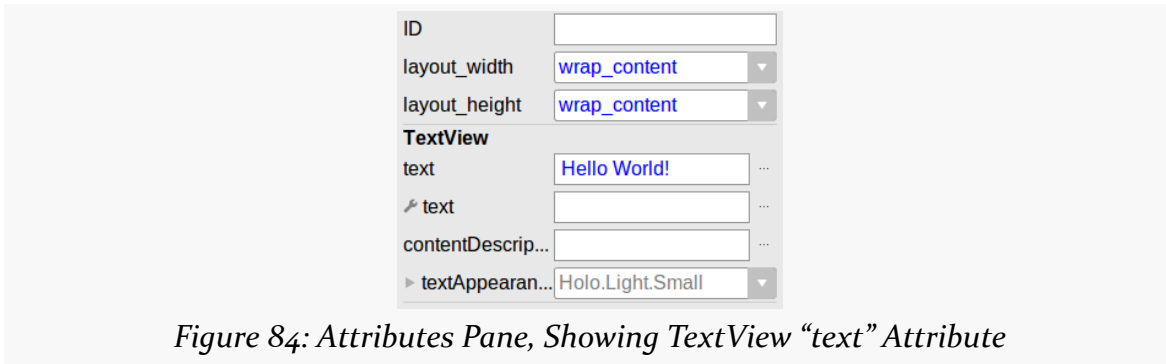 ID
layout_width wrap_content
layout_height wrap_content
TextView
text Hello World! ...
text ...
contentDescrip... ...
textAppearan... Holo.Light.Small
Figure 84: Attributes Pane, Showing TextView “text” Attribute